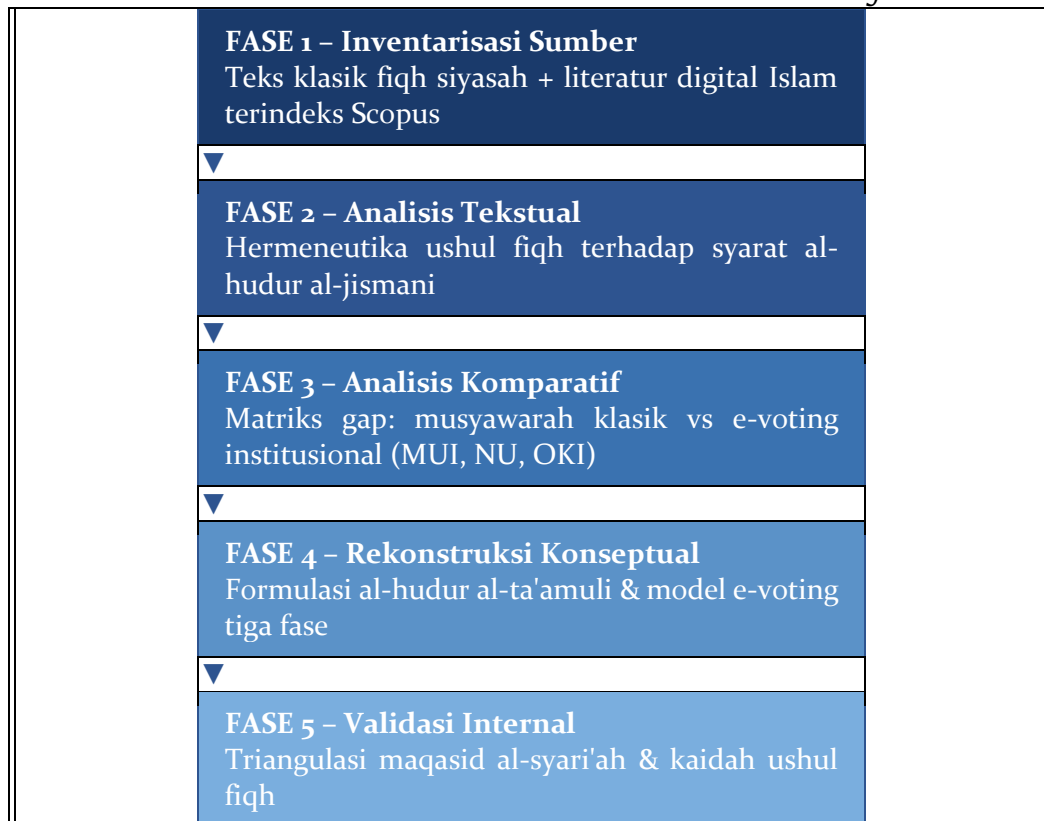 FASE 1 – Inventarisasi Sumber
Teks klasik fiqh siyasah + literatur digital Islam
terindeks Scopus
▼
FASE 2 – Analisis Tekstual
Hermeneutika ushul fiqh terhadap syarat al-
hudur al-jismani
▼
FASE 3 – Analisis Komparatif
Matriks gap: musyawarah klasik vs e-voting
institusional (MUI, NU, OKI)
▼
FASE 4 – Rekonstruksi Konseptual
Formulasi al-hudur al-ta'amuli & model e-voting
tiga fase
▼
FASE 5 – Validasi Internal
Triangulasi maqasid al-syari'ah & kaidah ushul
fiqh